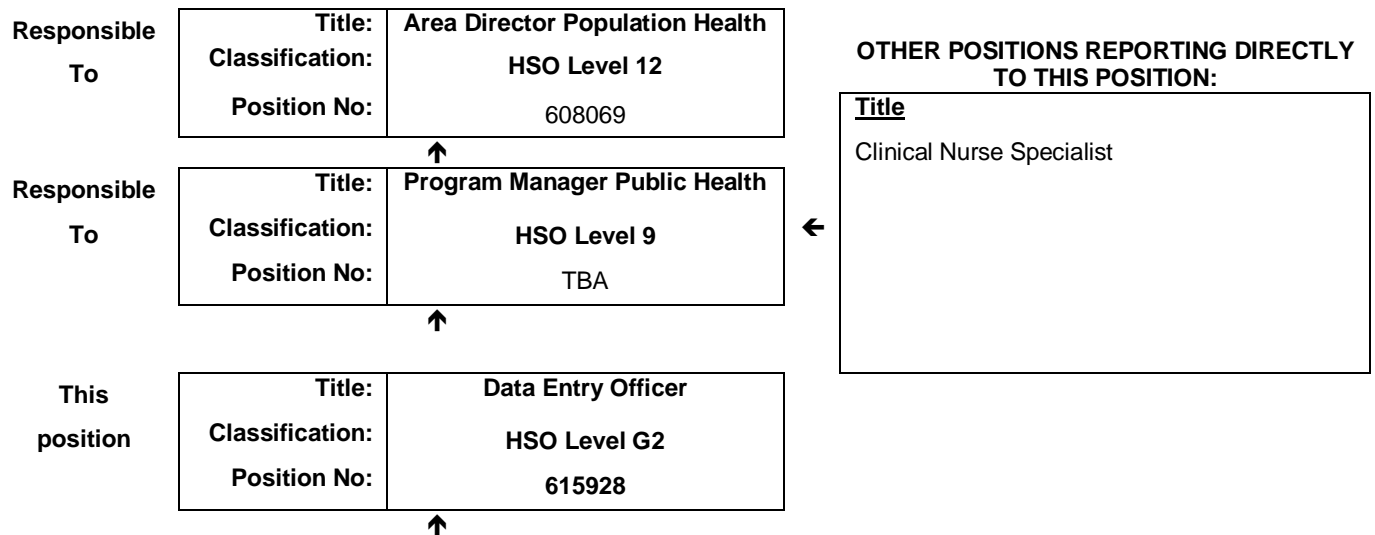 Responsible
To
Title: Area Director Population Health
Classification: HSO Level 12
Position No: 608069
OTHER POSITIONS REPORTING DIRECTLY
TO THIS POSITION:
Title
Clinical Nurse Specialist
Responsible
To
Title: Program Manager Public Health
Classification: HSO Level 9
Position No: TBA
This
position
Title: Data Entry Officer
Classification: HSO Level G2
Position No: 615928